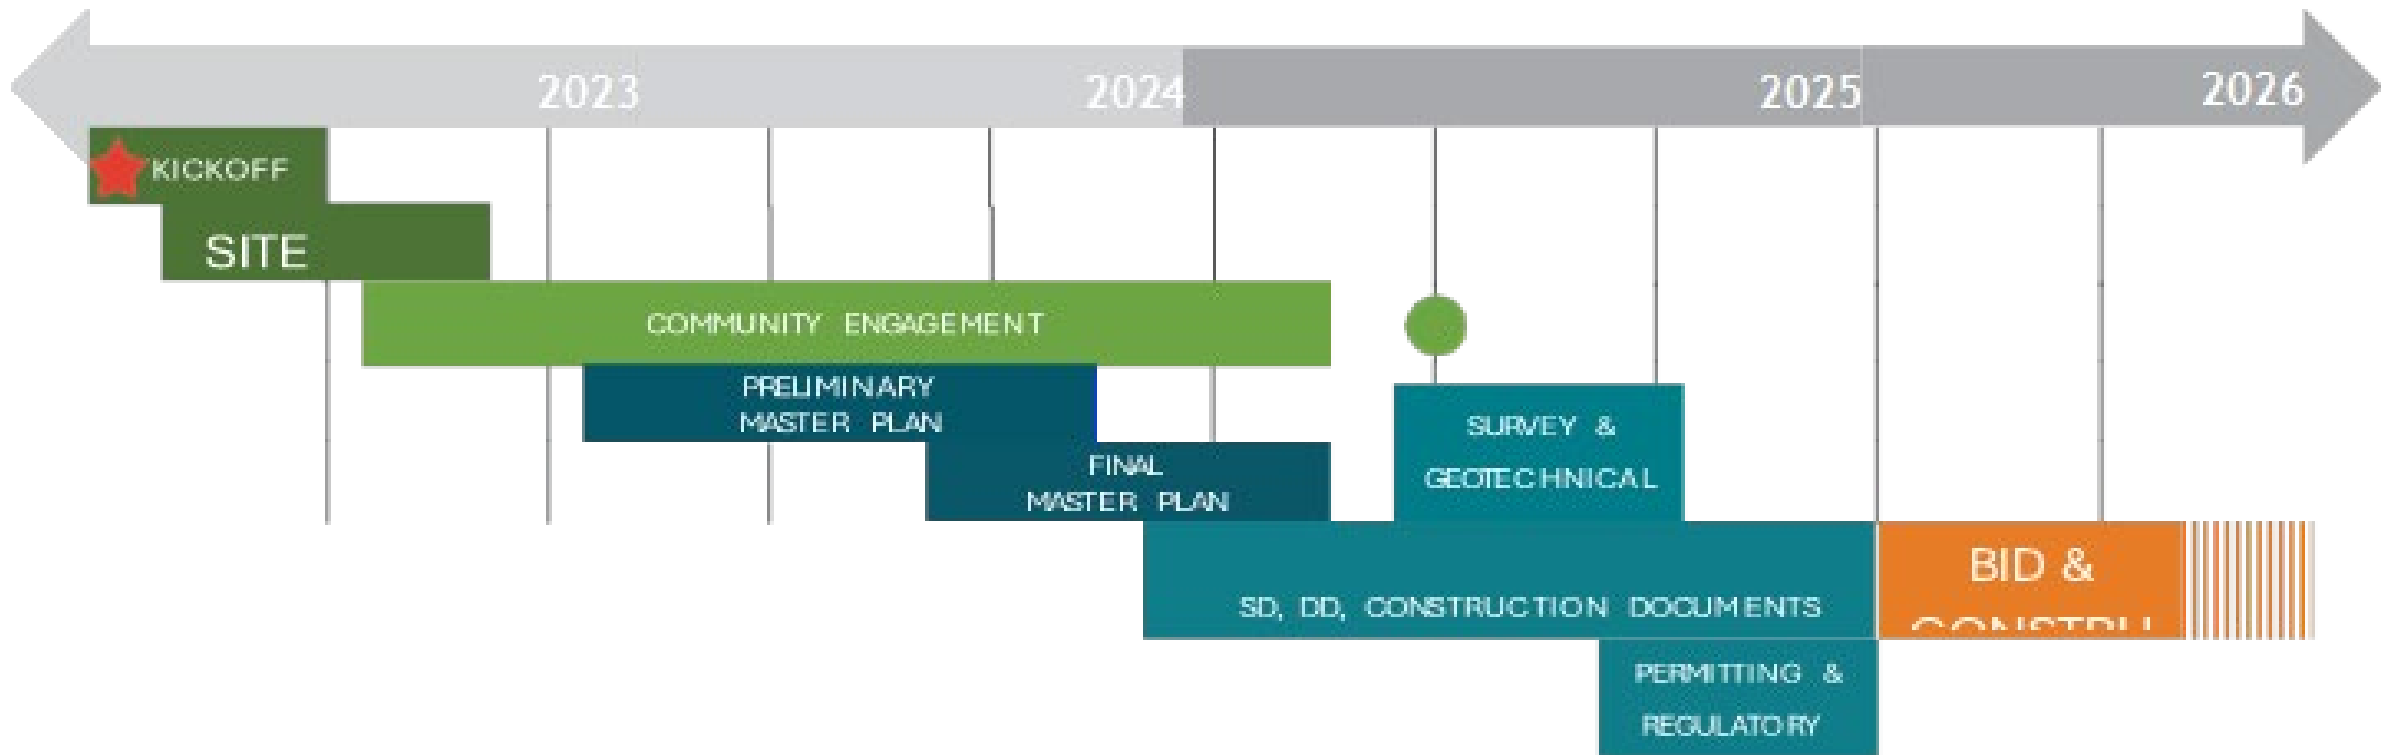 2023 2024 2025 2026
KICKOFF
SITE
COMMUNITY ENGAGEMENT
PRELIMINARY
MASTER PLAN
FINAL
MASTER PLAN
SURVEY &
GEOTECHNICAL
SD, DD, CONSTRUCTION DOCUMENTS
BID &
PERMITTING &
REGULATORY